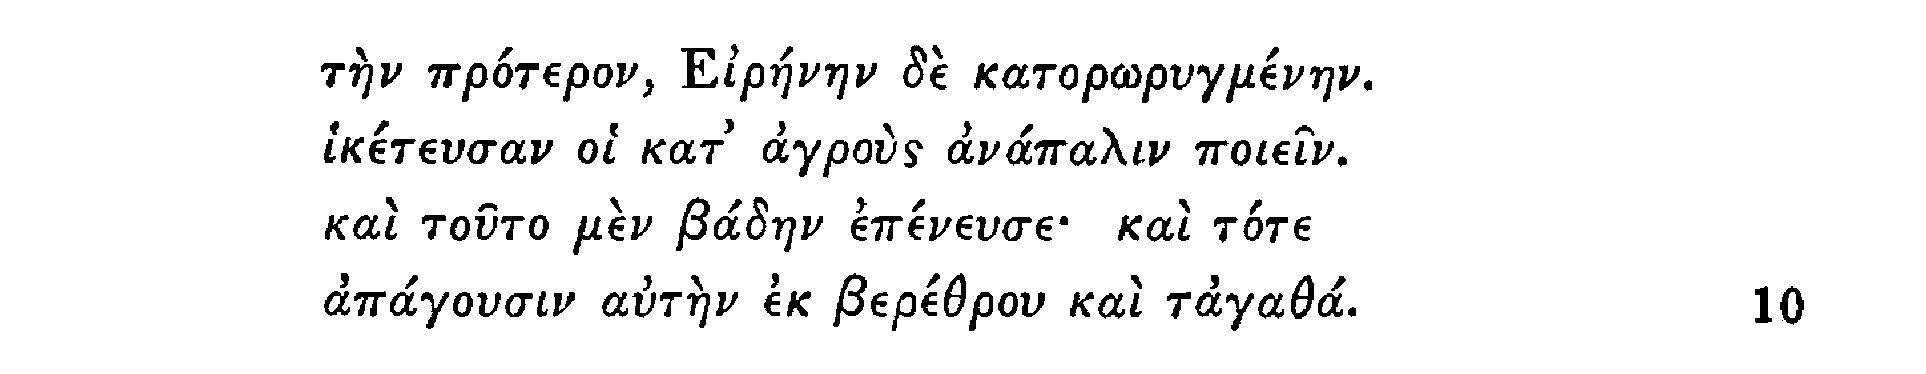 τὴν πρότερον, Εἰρήνην δὲ κατορωρυγμένην.
ἱκέτευσαν οἱ κατ' ἀγροὺς ἀνάπαλιν ποιεῖν.
καὶ τοῦτο μὲν βάδην ἐπένευσε· καὶ τότε
ἀπάγουσιν αὐτὴν ἐκ βερέθρου καὶ τἀγαθά. 10